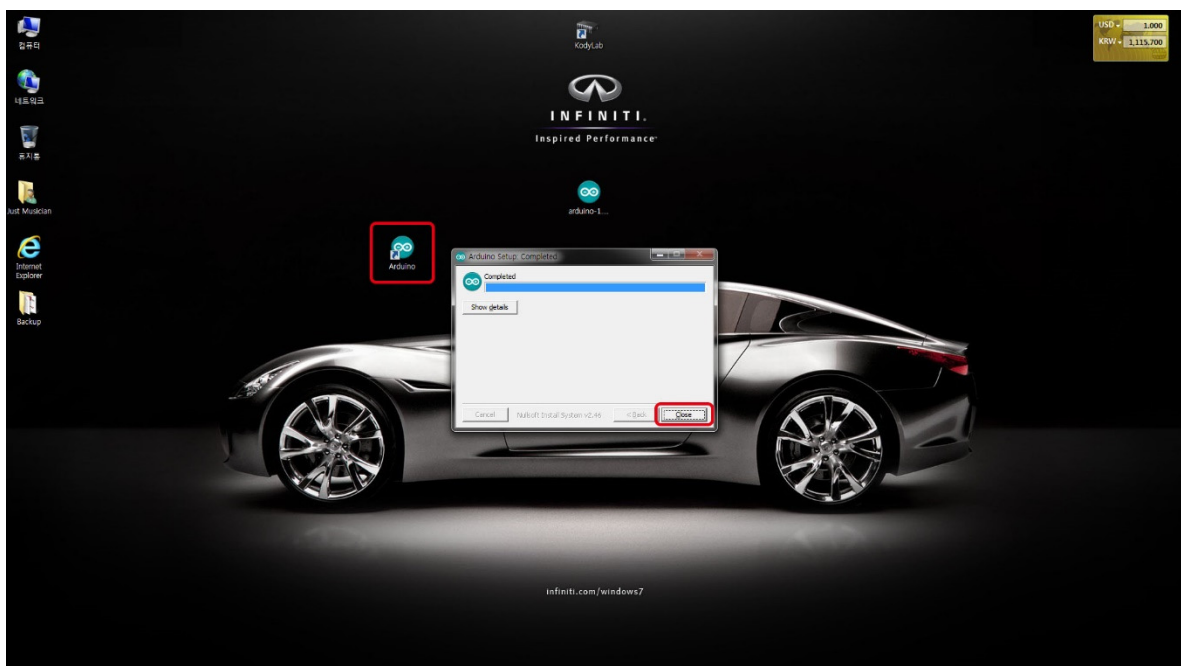 컴퓨터
네트워크
휴지통
Just Musician
Internet
Explorer
Backup
KodyLab
INFINITI.
Inspired Performance™
arduino-1...
Arduino
Arduino Setup: Completed
Completed
Show details
Cancel
Nullsoft Install System v2.46
< Back
Close
USD
1.000
KRW
1,115.700
infiniti.com/windows7